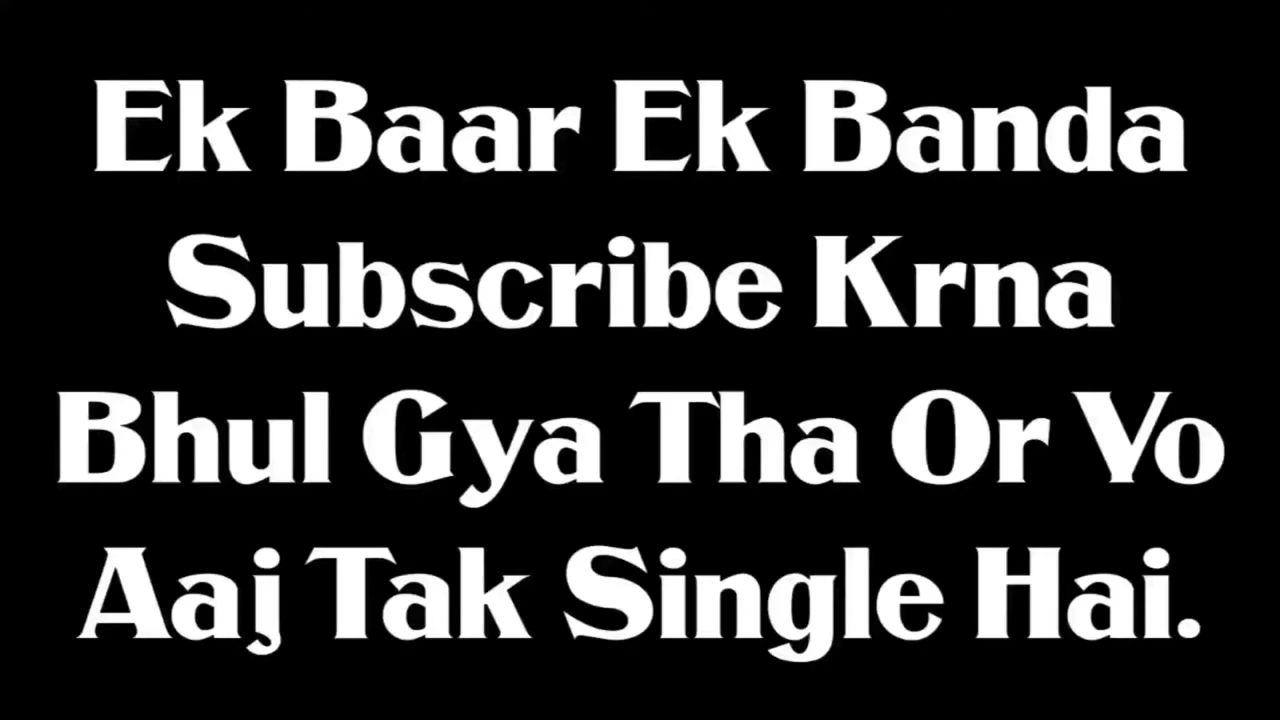 Ek Baar Ek Banda
Subscribe Krna
Bhul Gya Tha Or Vo
Aaj Tak Single Hai.